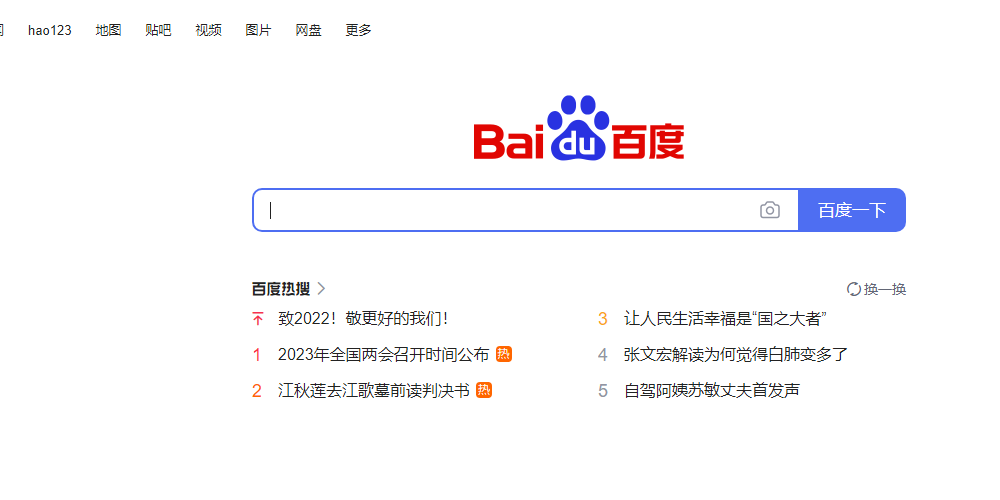 hao123 地图 贴吧 视频 图片 网盘 更多
Bai du 百度
百度一下
百度热搜
换一换
致2022！敬更好的我们！
1 2023年全国两会召开时间公布 热
2 江秋莲去江歌墓前读判决书 热
3 让人民生活幸福是“国之大者”
4 张文宏解读为何觉得白肺变多了
5 自驾阿姨苏敏丈夫首发声